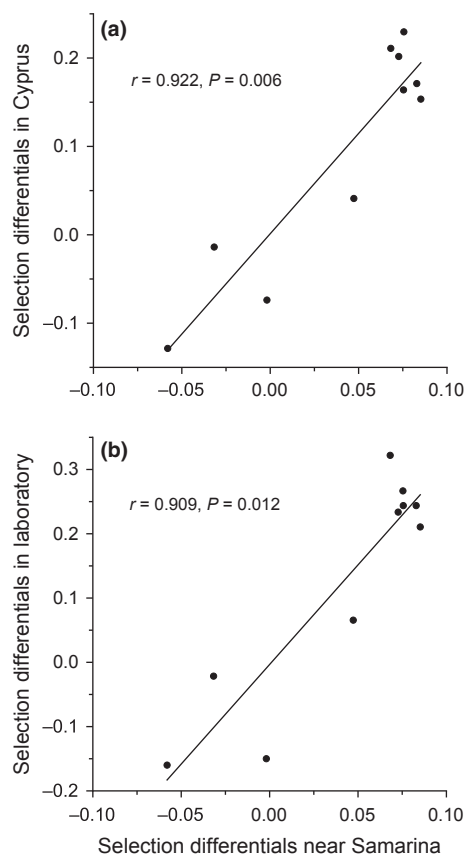 (a)
r = 0.922, P = 0.006
Selection differentials in Cyprus
0.2
0.1
0.0
–0.1
–0.10 –0.05 0.00 0.05 0.10
(b)
r = 0.909, P = 0.012
Selection differentials in laboratory
0.3
0.2
0.1
0.0
–0.1
–0.2
–0.10 –0.05 0.00 0.05 0.10
Selection differentials near Samarina